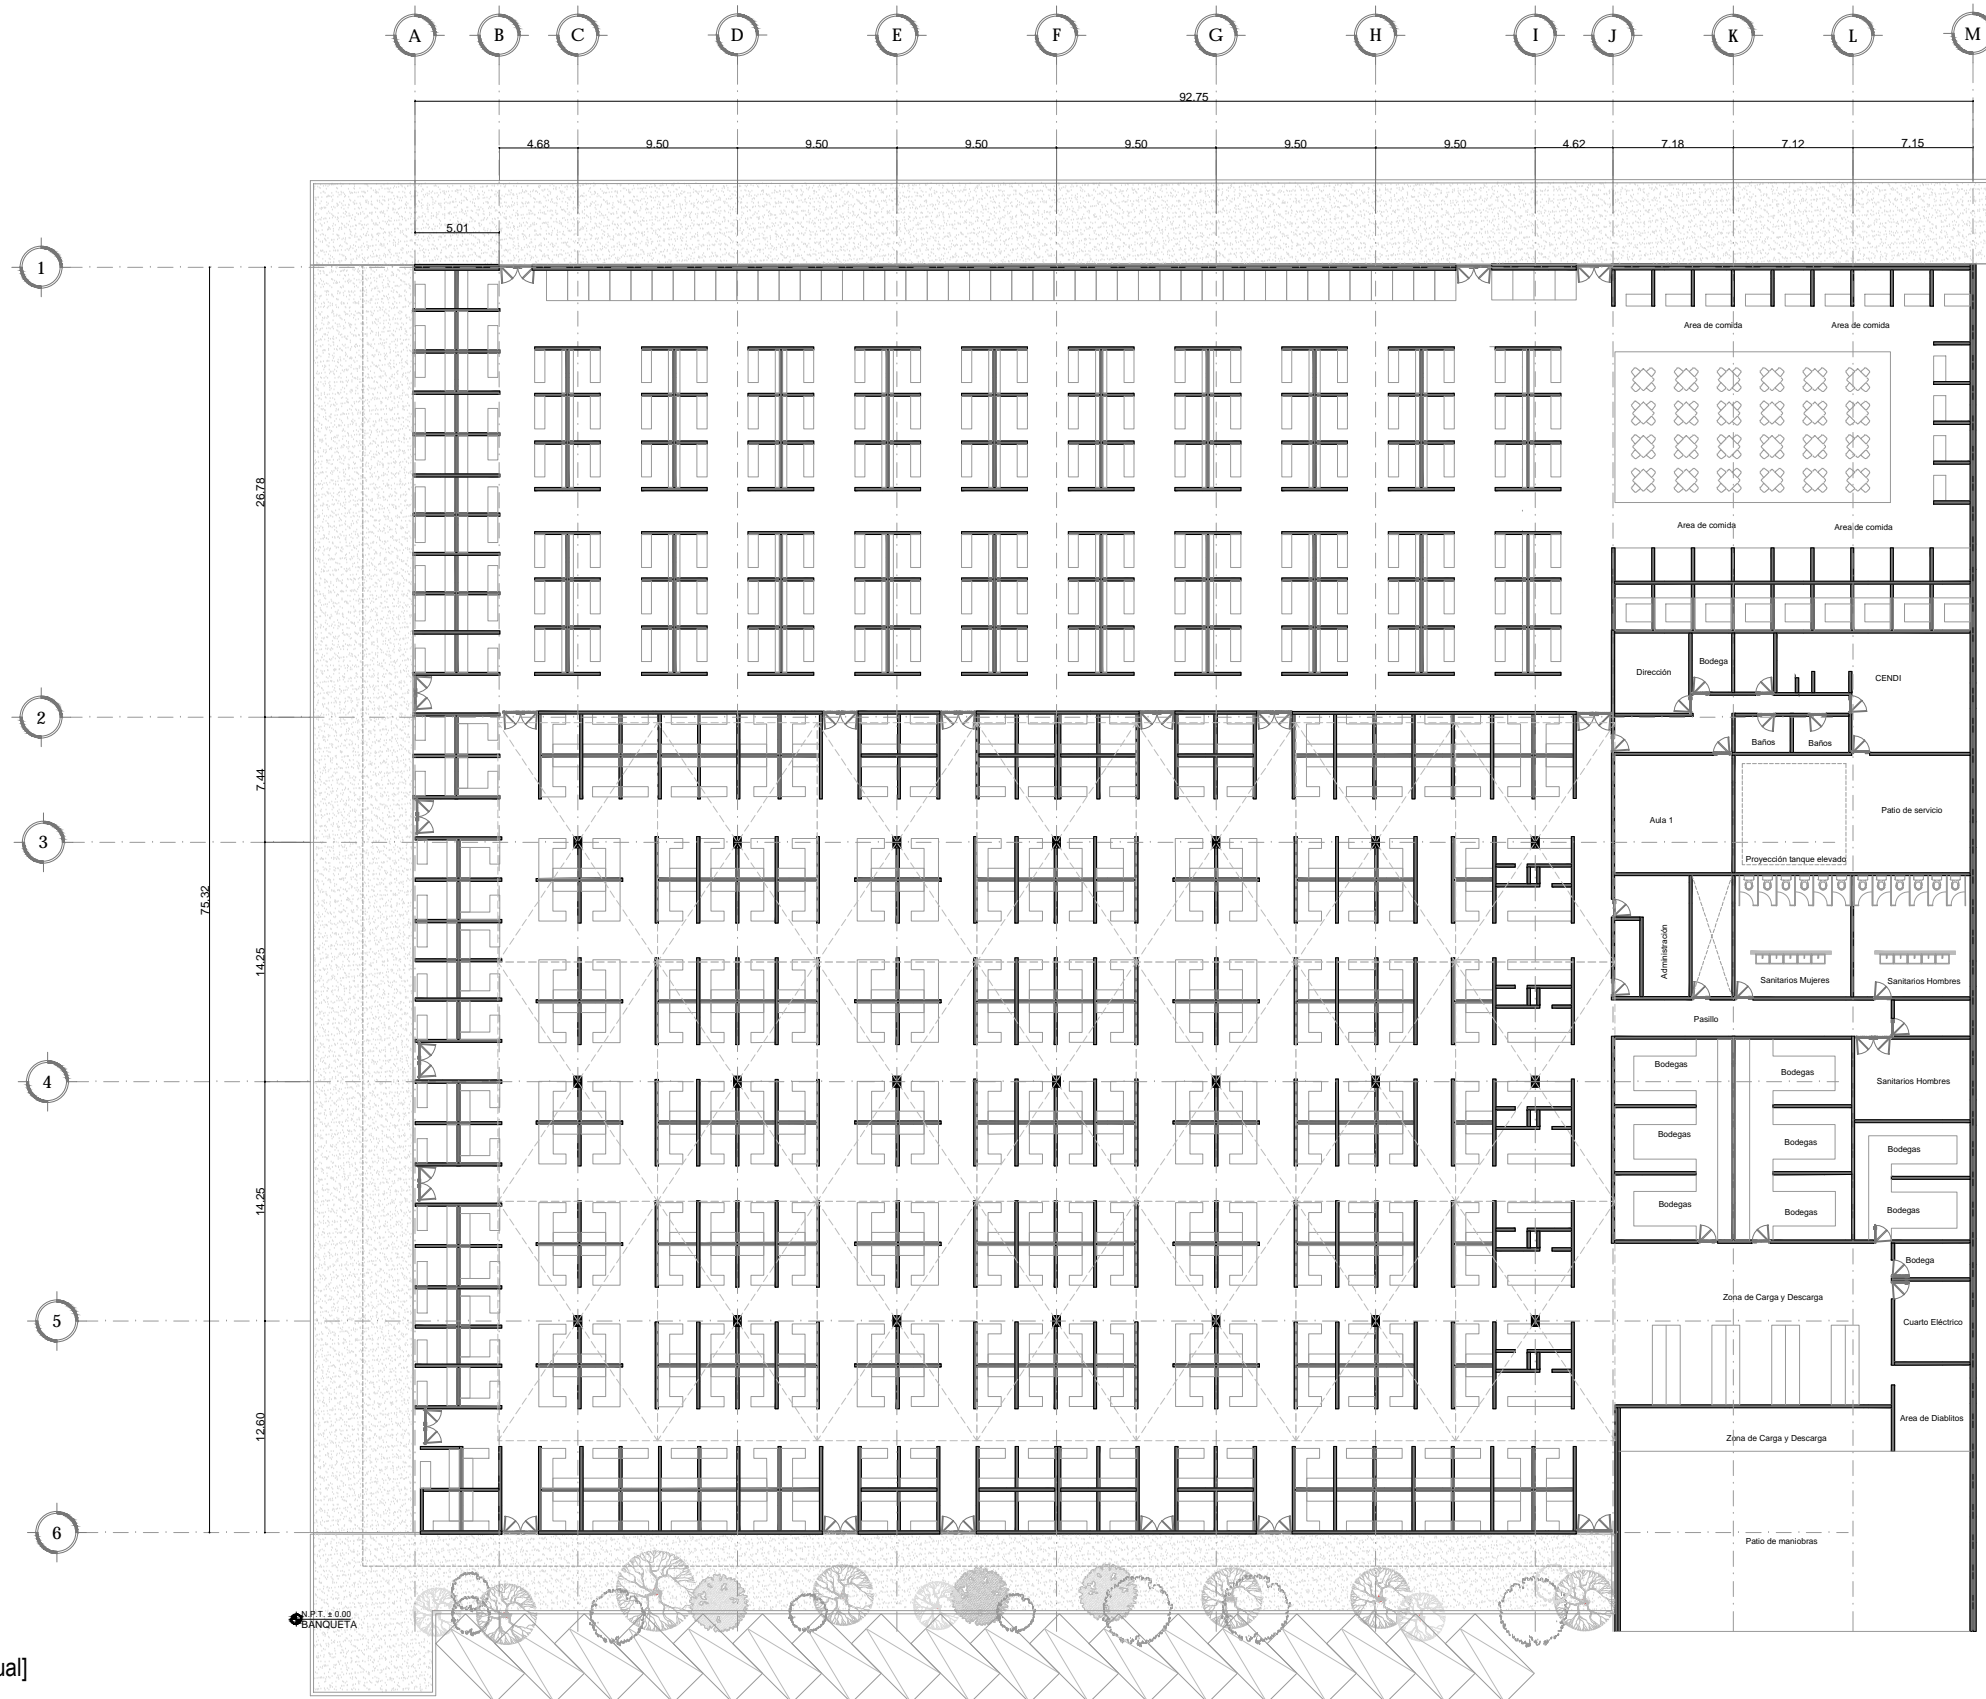 A B C D E F G H I J K L M
92.75
4.68 9.50 9.50 9.50 9.50 9.50 9.50 4.62 7.18 7.12 7.15
5.01
1
Area de comida Area de comida
26.78
Area de comida Area de comida
Dirección Bodega CENDI
2
Baños Baños
7.44
Aula 1 Patio de servicio
3
Proyección tanque elevado
75.32
14.25
Administración
Sanitarios Mujeres Sanitarios Hombres
Pasillo
4
Bodegas Bodegas Sanitarios Hombres
Bodegas Bodegas Bodegas
14.25
Bodegas Bodegas Bodegas
Bodega
Zona de Carga y Descarga
5
Cuarto Eléctrico
12.60
Area de Diablitos
Zona de Carga y Descarga
6
Patio de maniobras
N.P.T. ± 0.00
BANQUETA
ual]